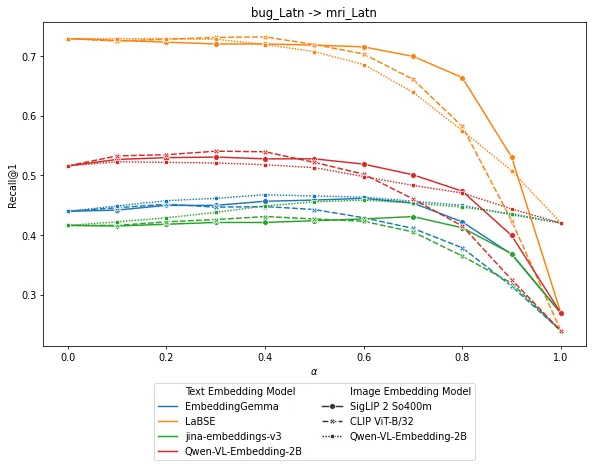 bug_Latn -> mri_Latn
Recall@1
0.7
0.6
0.5
0.4
0.3
0.0 0.2 0.4 0.6 0.8 1.0
α
Text Embedding Model Image Embedding Model
EmbeddingGemma SigLIP 2 So400m
LaBSE CLIP ViT-B/32
jina-embeddings-v3 Qwen-VL-Embedding-2B
Qwen-VL-Embedding-2B